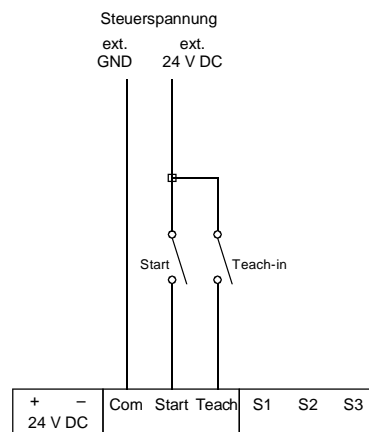 Steuerspannung
ext. ext.
GND 24 V DC
Start Teach-in
+ – Com Start Teach S1 S2 S3
24 V DC